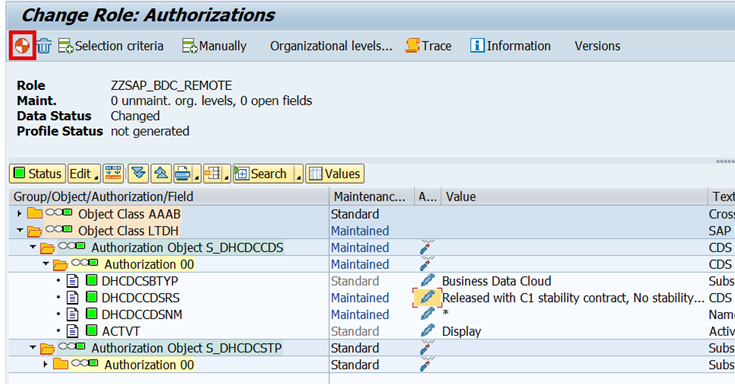 Change Role: Authorizations
Selection criteria Manually Organizational levels... Trace Information Versions
Role ZZSAP_BDC_REMOTE
Maint. 0 unmaint. org. levels, 0 open fields
Data Status Changed
Profile Status not generated
Status Edit Search Values
Group/Object/Authorization/Field Maintenance... A... Value Text
Object Class AAAB Standard Cros
Object Class LTDH Maintained SAP
Authorization Object S_DHCDCCDS Maintained CDS
Authorization 00 Maintained CDS
DHCDCSBTYP Standard Business Data Cloud Subs
DHCDCCDSRS Maintained Released with C1 stability contract, No stability... CDS
DHCDCCDSNM Maintained * Nam
ACTVT Standard Display Activ
Authorization Object S_DHCDCSTP Standard Subs
Authorization 00 Standard Subs